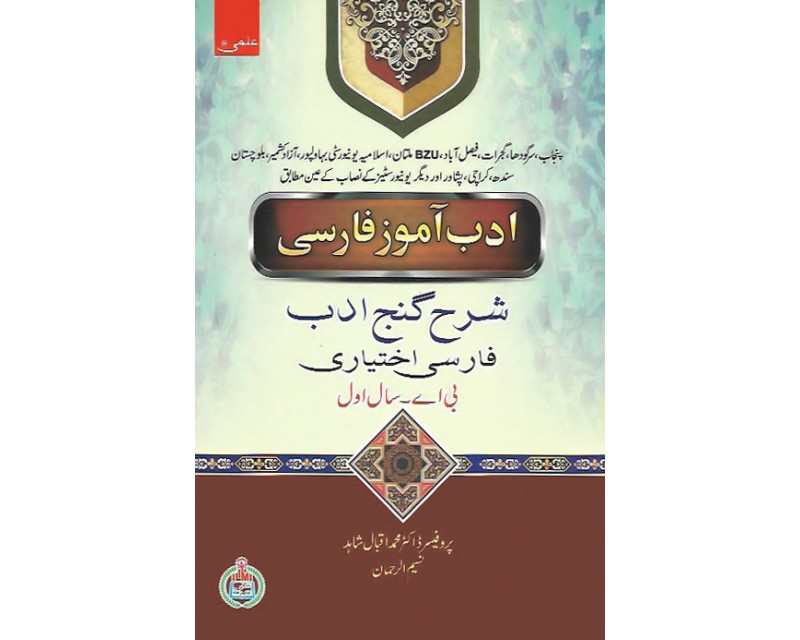 علمی
پنجاب، سرگودھا، گجرات، فیصل آباد، BZU ملتان، اسلامیہ یونیورسٹی بہاولپور، آزاد کشمیر، بلوچستان
سندھ، کراچی، پشاور اور دیگر یونیورسٹیز کے نصاب کے عین مطابق
ادب آموز فارسی
شرح گنج ادب
فارسی اختیاری
بی اے۔ سال اول
پروفیسر ڈاکٹر محمد اقبال شاہد
نسیم الرحمان
ILMI